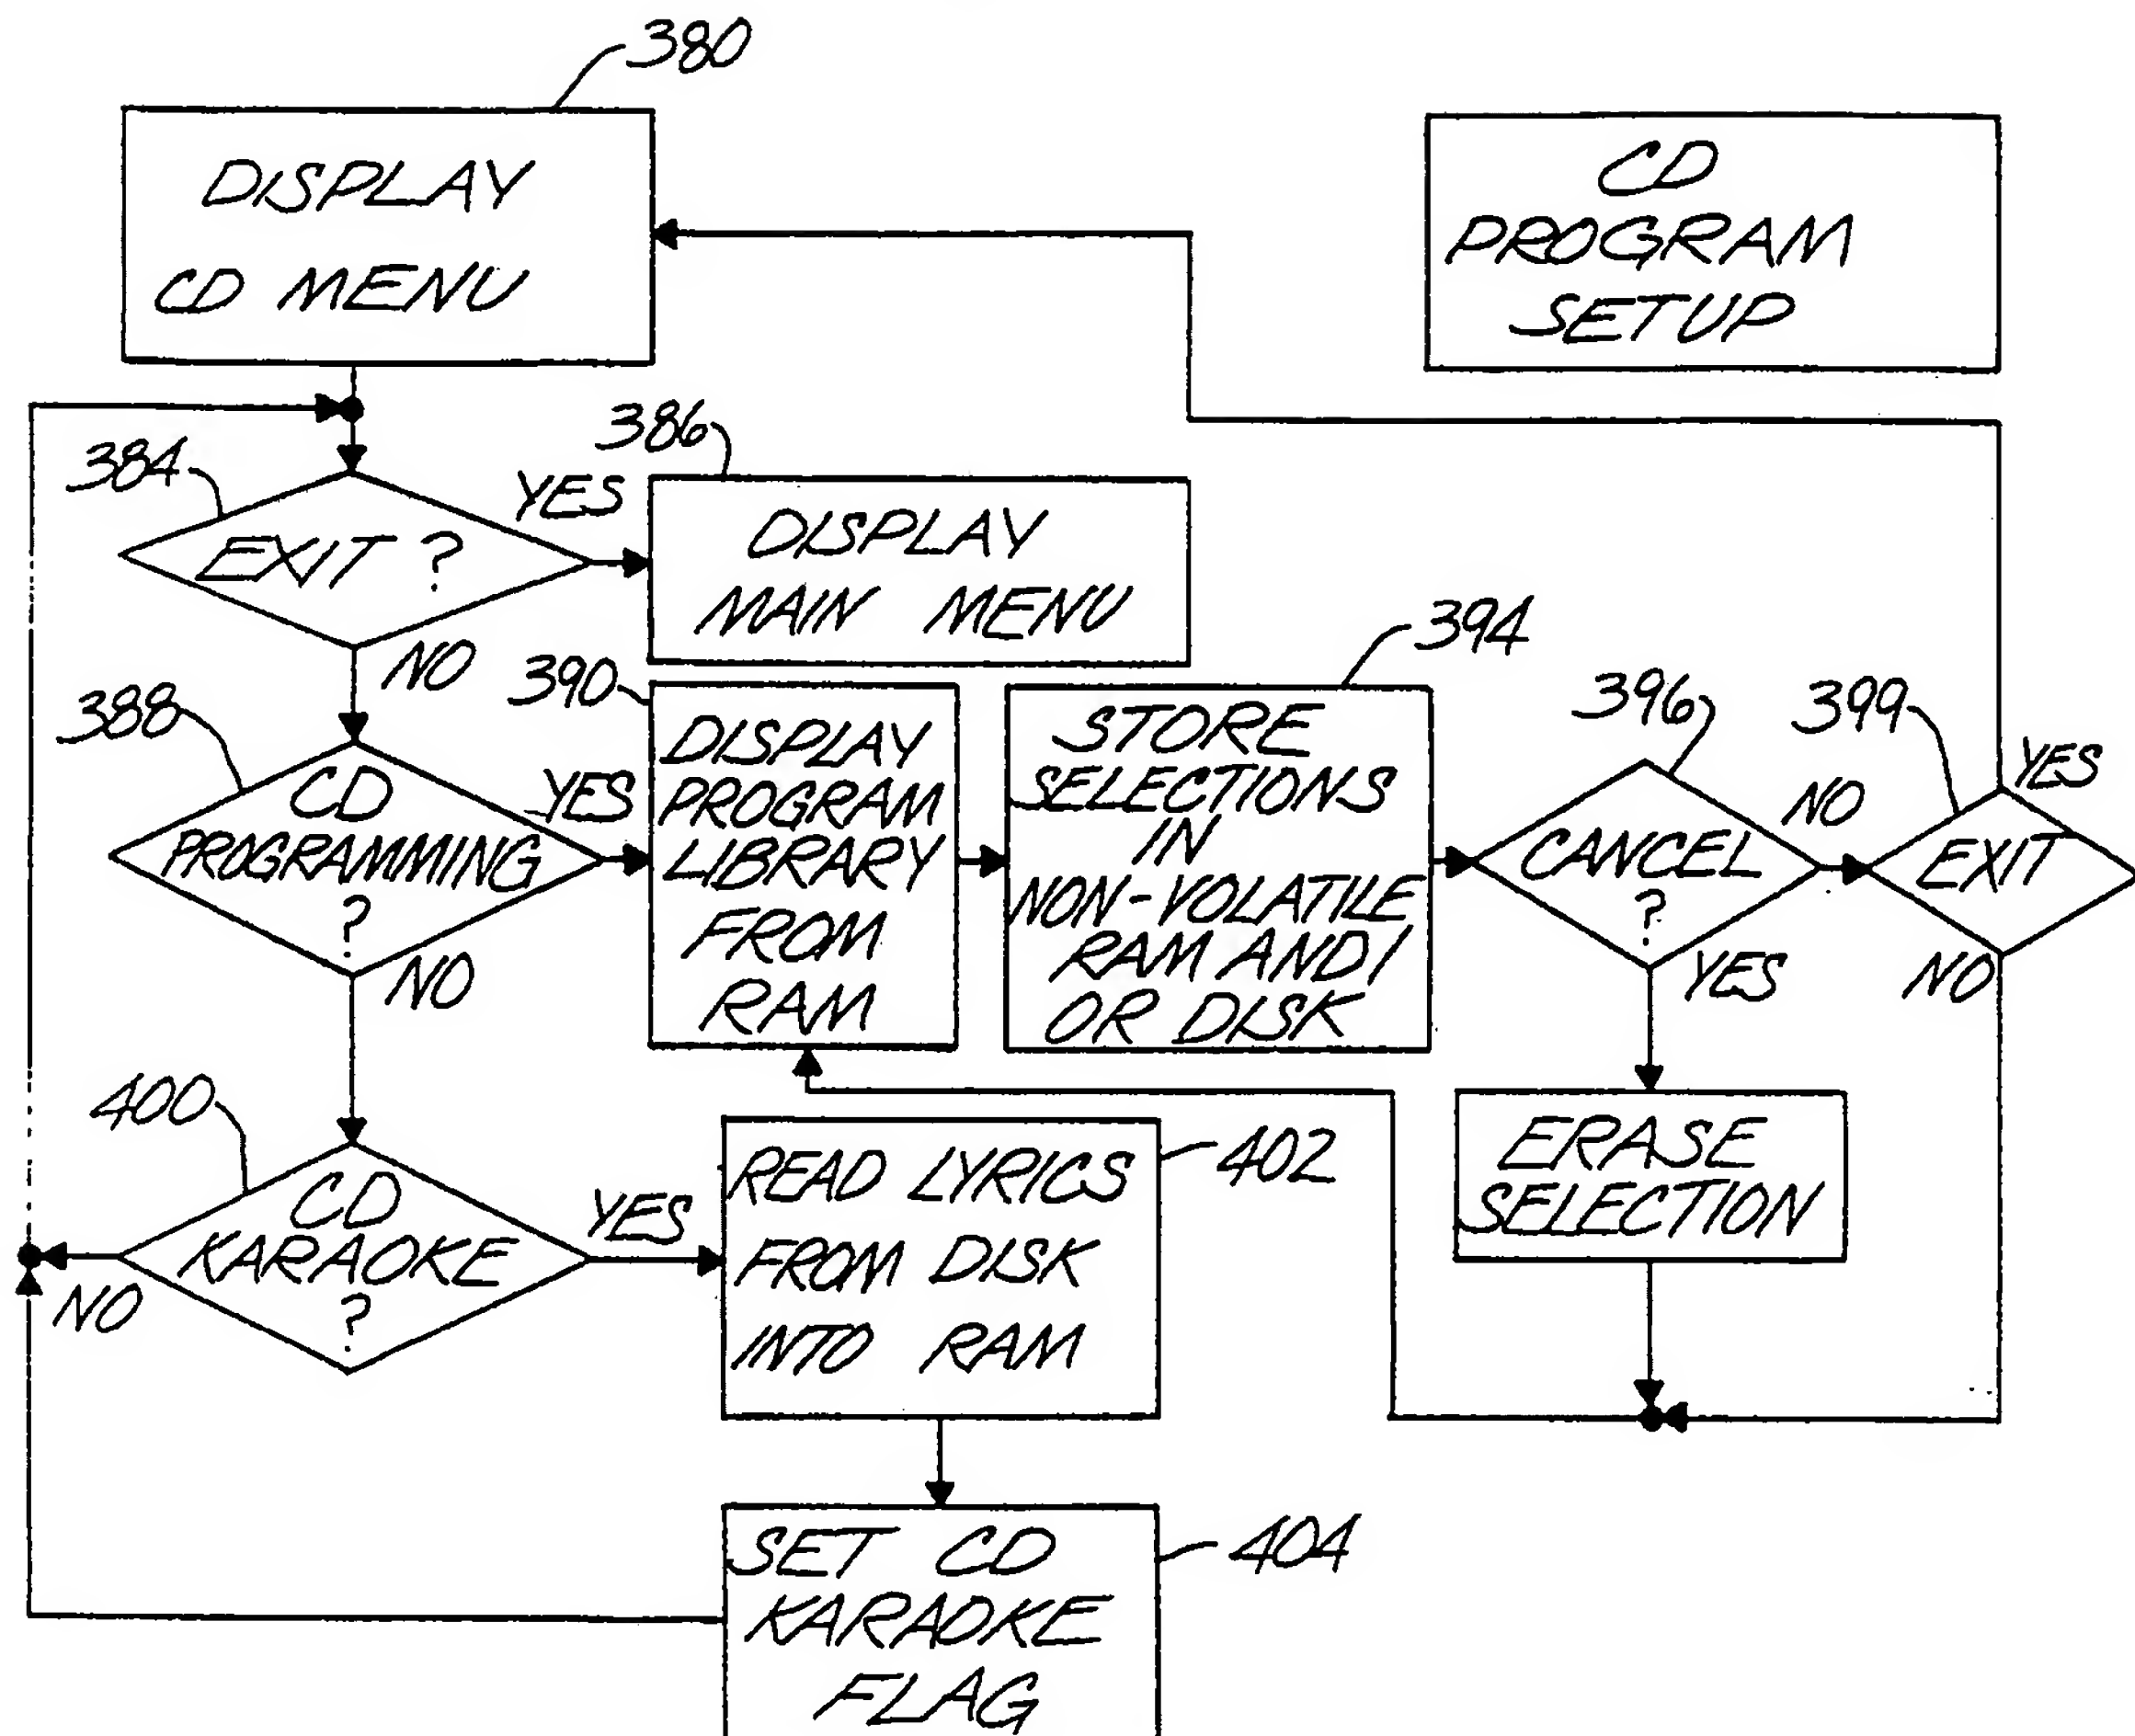 380
DISPLAY
CD MENU
CD
PROGRAM
SETUP
384
EXIT ?
YES
NO
386
DISPLAY
MAIN MENU
388
CD
PROGRAMMING
?
YES
NO
390
DISPLAY
PROGRAM
LIBRARY
FROM
RAM
394
STORE
SELECTIONS
IN
NON-VOLATILE
RAM AND/
OR DISK
396
CANCEL
?
NO
YES
399
EXIT
YES
NO
ERASE
SELECTION
400
CD
KARAOKE
?
YES
NO
402
READ LYRICS
FROM DISK
INTO RAM
404
SET CD
KARAOKE
FLAG